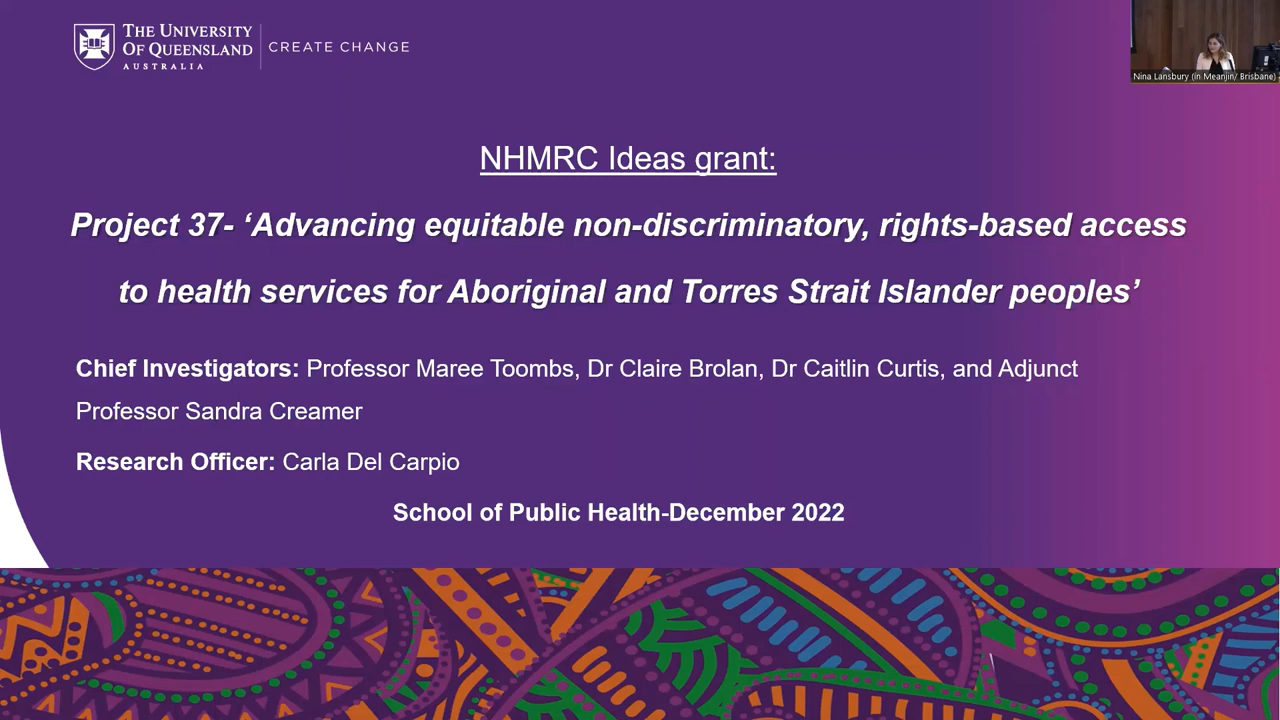 THE UNIVERSITY
OF QUEENSLAND
AUSTRALIA
CREATE CHANGE
Nina Lansbury (in Meanjin/ Brisbane)
NHMRC Ideas grant:
Project 37- ‘Advancing equitable non-discriminatory, rights-based access
to health services for Aboriginal and Torres Strait Islander peoples’
Chief Investigators: Professor Maree Toombs, Dr Claire Brolan, Dr Caitlin Curtis, and Adjunct
Professor Sandra Creamer
Research Officer: Carla Del Carpio
School of Public Health-December 2022